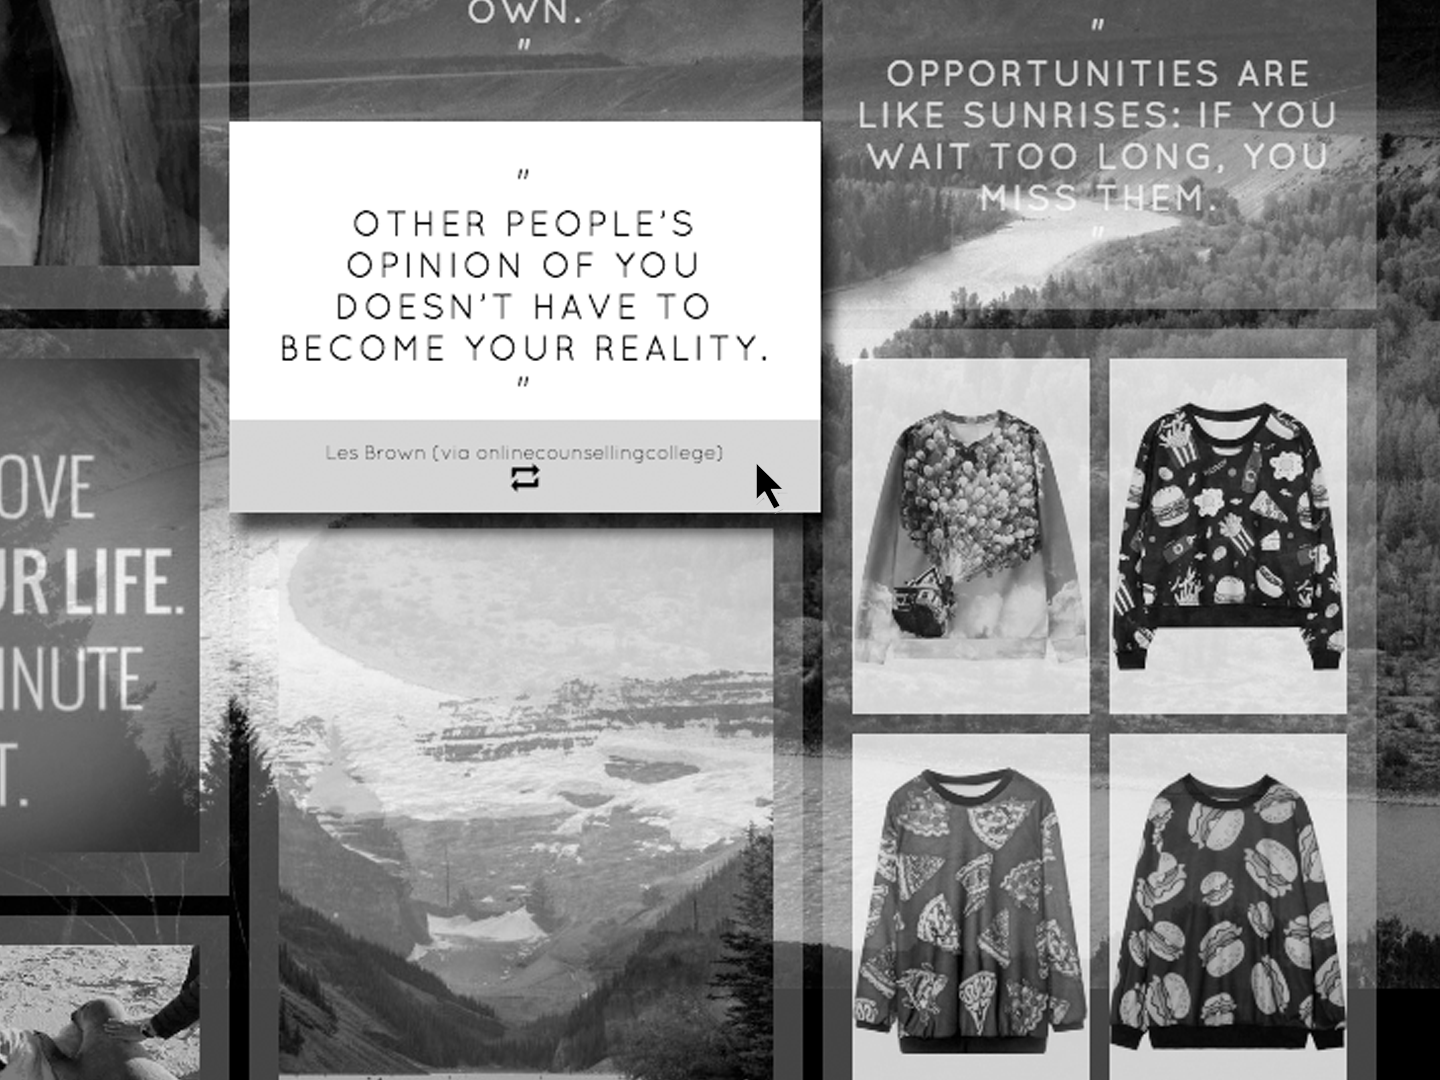 OWN.
"
"
OTHER PEOPLE'S
OPINION OF YOU
DOESN'T HAVE TO
BECOME YOUR REALITY.
"
Les Brown (via onlinecounsellingcollege)
"
OPPORTUNITIES ARE
LIKE SUNRISES: IF YOU
WAIT TOO LONG, YOU
MISS THEM.
"
OVE
UR LIFE.
INUTE
T.